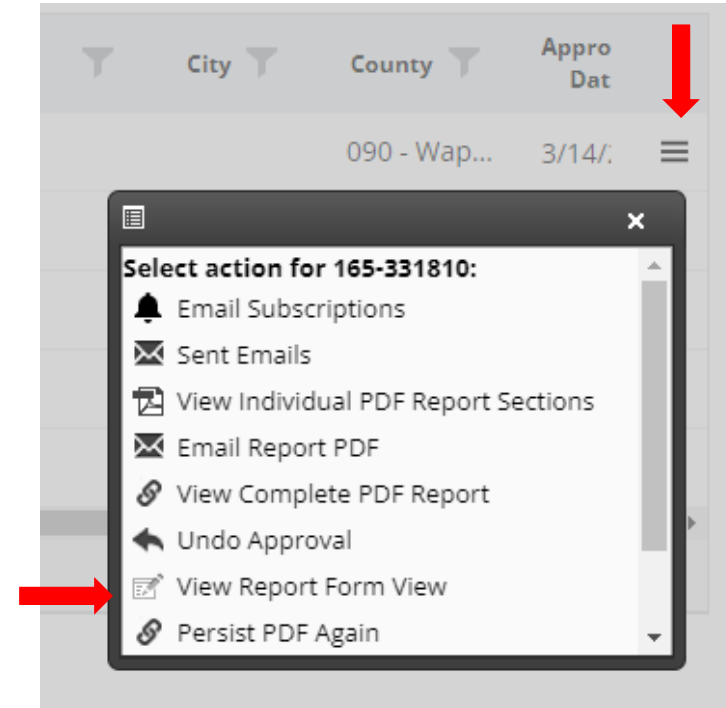 City
County
Appro
Dat
090 - Wap...
3/14/:
Select action for 165-331810:
Email Subscriptions
Sent Emails
View Individual PDF Report Sections
Email Report PDF
View Complete PDF Report
Undo Approval
View Report Form View
Persist PDF Again